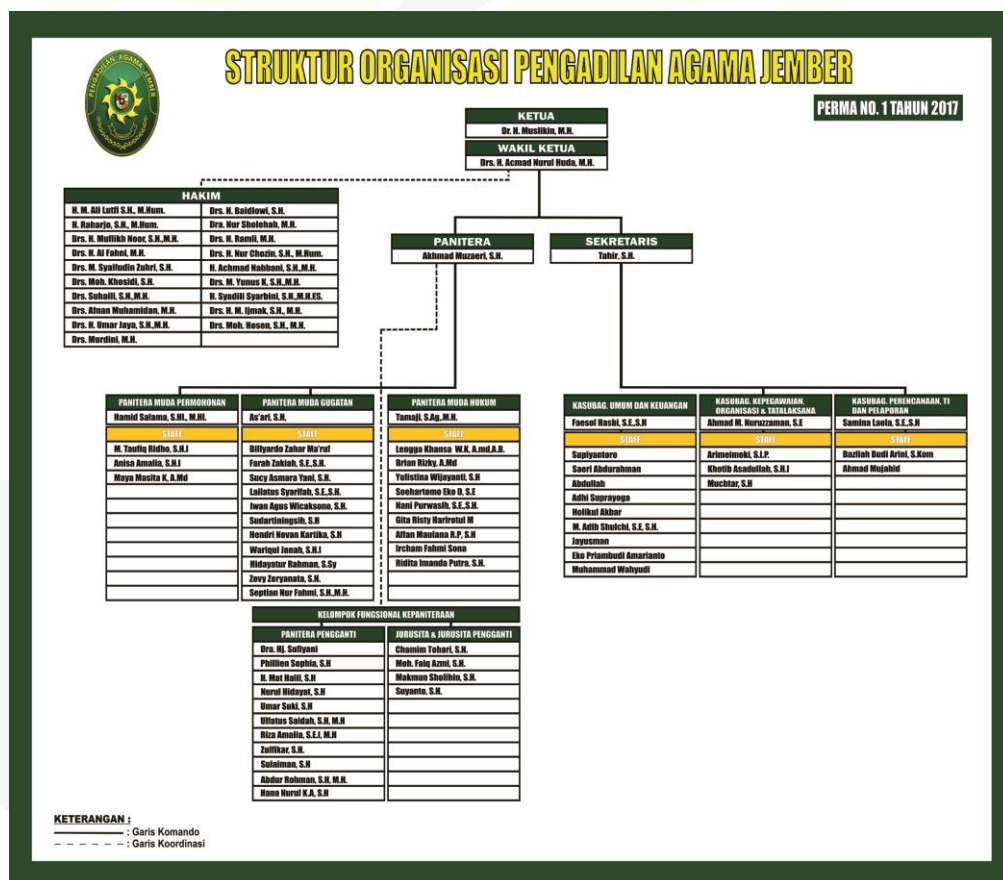 STRUKTUR ORGANISASI PENGADILAN AGAMA JEMBER
PENGADILAN AGAMA JEMBER
PERMA NO. 1 TAHUN 2017
KETUA
Dr. H. Muslikin, M.H.
WAKIL KETUA
Drs. H. Acmad Nurul Huda, M.H.
HAKIM
H. M. Ali Lutfi S.H., M.Hum.
Drs. H. Baidlowi, S.H.
H. Raharjo, S.H., M.Hum.
Dra. Nur Sholehah, M.H.
Drs. H. Muflikh Noor, S.H.,M.H.
Drs. H. Ramli, M.H.
Drs. H. Al Fahni, M.H.
Drs. H. Nur Chozin, S.H., M.Hum.
Drs. M. Syaifudin Zuhri, S.H.
H. Achmad Nabbani, S.H.,M.H.
Drs. Moh. Khosidi, S.H.
Drs. M. Yunus K, S.H.,M.H.
Drs. Suhaili, S.H.,M.H.
H. Syadili Syarbini, S.H.,M.H.ES.
Drs. Afnan Muhamidan, M.H.
Drs. H. M. Ijmak, S.H., M.H.
Drs. H. Umar Jaya, S.H.,M.H.
Drs. Moh. Hosen, S.H., M.H.
Drs. Murdini, M.H.
PANITERA
Akhmad Muzaeri, S.H.
SEKRETARIS
Tahir, S.H.
PANITERA MUDA PERMOHONAN
Hamid Salama, S.HI., M.HI.
STAFF
M. Taufiq Ridho, S.H.I
Anisa Amalia, S.H.I
Maya Masita K, A.Md
PANITERA MUDA GUGATAN
As'ari, S.H,
STAFF
Billyardo Zahar Ma'ruf
Farah Zakiah, S.E.,S.H.
Sucy Asmara Yani, S.H.
Lailatus Syarifah, S.E.,S.H.
Iwan Agus Wicaksono, S.H.
Sudartiningsih, S.H
Hendri Novan Kartika, S.H
Wariqul Janah, S.H.I
Hidayatur Rahman, S.Sy
Zovy Zeryanata, S.H.
Septian Nur Fahmi, S.H.,M.H.
PANITERA MUDA HUKUM
Tamaji, S.Ag.,M.H.
STAFF
Lengga Khansa W.K, A.md,A.B.
Brian Rizky, A.Md
Yulistina Wijayanti, S.H
Soehartomo Eko D, S.E
Nani Purwasih, S.E.,S.H.
Gita Risty Harirotul M
Affan Maulana R.P, S.H
Ircham Fahmi Sona
Ridita Imanda Putra, S.H.
KASUBAG. UMUM DAN KEUANGAN
Faesol Hasbi, S.E.,S.H
STAFF
Supiyantoro
Saeri Abdurahman
Abdullah
Adhi Suprayoga
Holikul Akbar
M. Adib Shulchi, S.E, S.H.
Jayusman
Eko Priambudi Amarianto
Muhammad Wahyudi
KASUBAG. KEPEGAWAIAN,
ORGANISASI & TATALAKSANA
Ahmad M. Nuruzzaman, S.E
STAFF
Arimeimoki, S.I.P.
Khotib Asadullah, S.H.I
Muchtar, S.H
KASUBAG. PERENCANAAN, TI
DAN PELAPORAN
Samina Laela, S.E.,S.H
STAFF
Bazliah Budi Arini, S.Kom
Ahmad Mujahid
KELOMPOK FUNGSIONAL KEPANITERAAN
PANITERA PENGGANTI
Dra. Hj. Sufiyani
Phillien Sophia, S.H
H. Mat Halil, S.H
Nurul Hidayat, S.H
Umar Suki, S.H
Ulfatus Saidah, S.H, M.H
Riza Amalia, S.E.I, M.H
Zulfikar, S.H.
Sulaiman, S.H
Abdur Rohman, S.H, M.H.
Hana Nurul K.A, S.H
JURUSITA & JURUSITA PENGGANTI
Chamim Tohari, S.H.
Moh. Faiq Azmi, S.H.
Makmun Sholihin, S.H.
Suyanto, S.H.
KETERANGAN :
: Garis Komando
: Garis Koordinasi